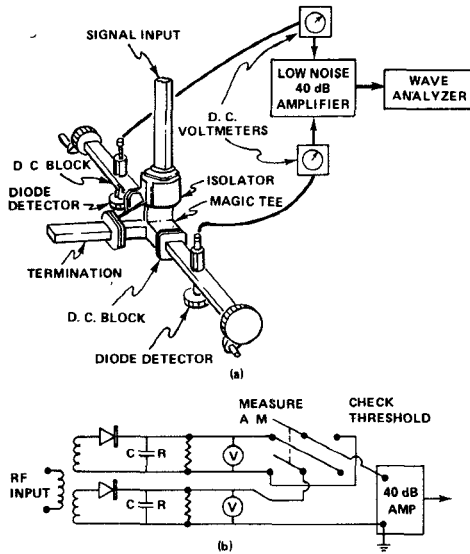 SIGNAL INPUT
LOW NOISE
40 dB
AMPLIFIER
WAVE
ANALYZER
D. C.
VOLTMETERS
D C BLOCK
DIODE
DETECTOR
ISOLATOR
MAGIC TEE
TERMINATION
D. C. BLOCK
DIODE DETECTOR
(a)
MEASURE
A M
CHECK
THRESHOLD
C
R
V
RF
INPUT
C
R
V
40 dB
AMP
(b)